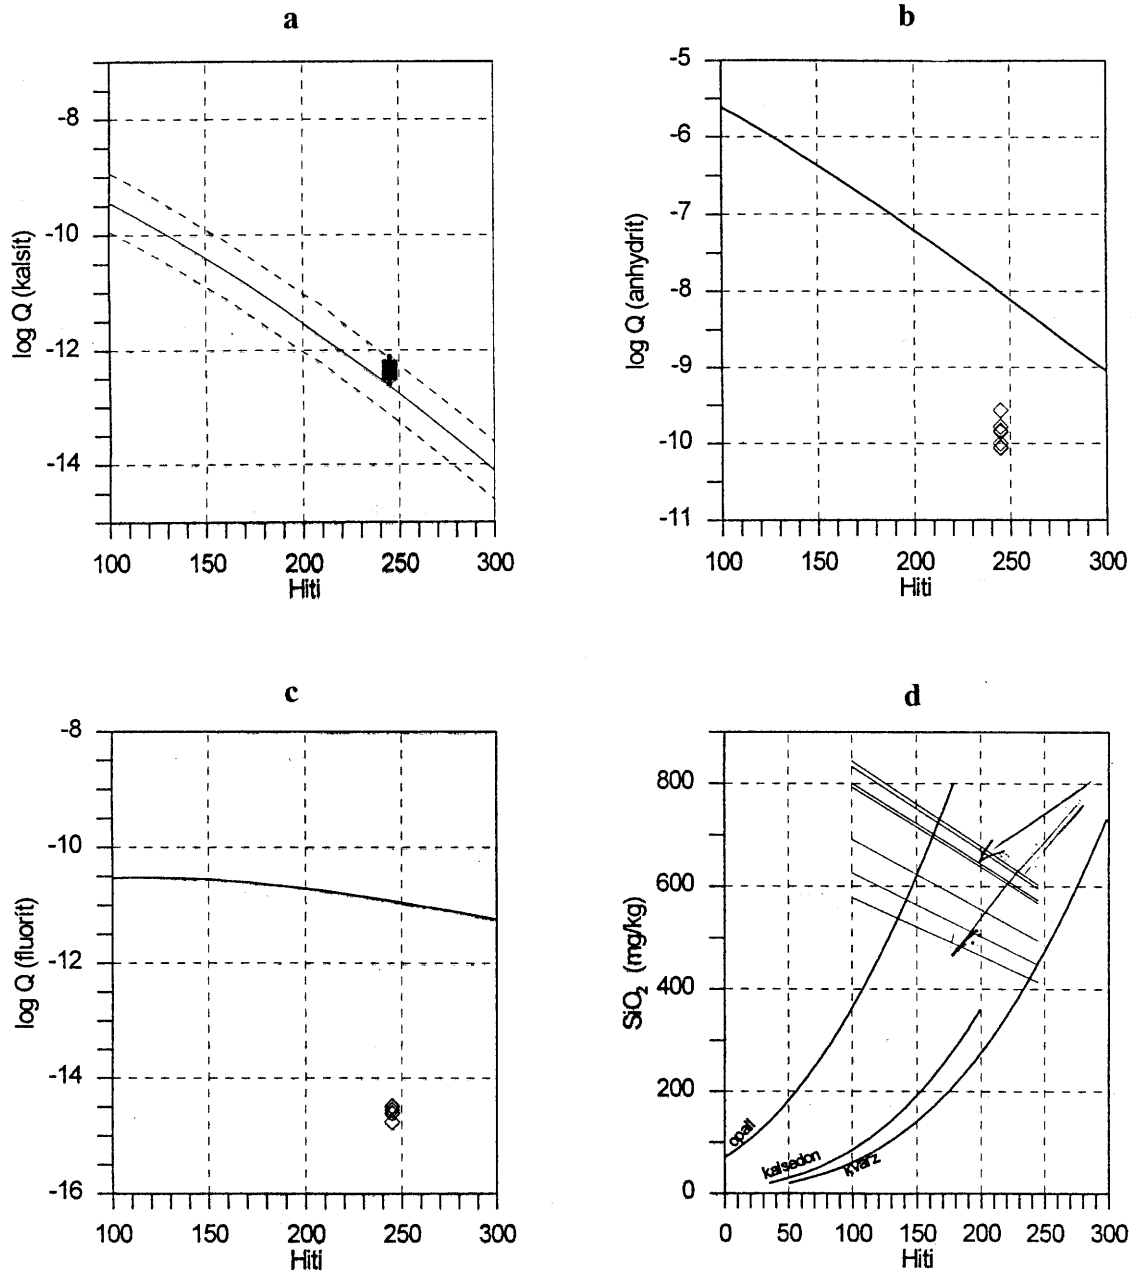 a
-8
-10
-12
-14
log Q (kalsít)
100 150 200 250 300
Hiti
b
-5
-6
-7
-8
-9
-10
-11
log Q (anhydrít)
100 150 200 250 300
Hiti
c
-8
-10
-12
-14
-16
log Q (fluorít)
100 150 200 250 300
Hiti
d
800
600
400
200
0
SiO₂ (mg/kg)
opall
kalsedon
kvarz
0 50 100 150 200 250 300
Hiti